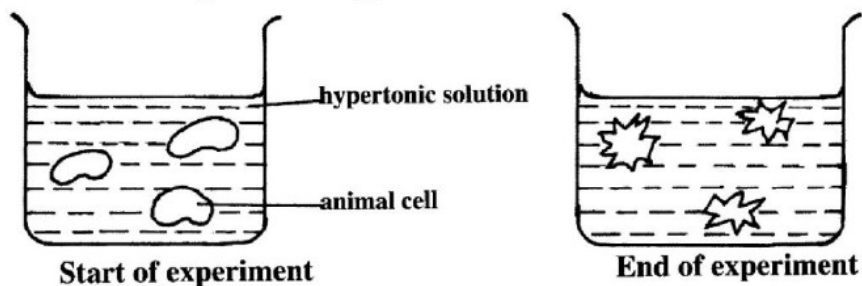 hypertonic solution
animal cell
Start of experiment
End of experiment